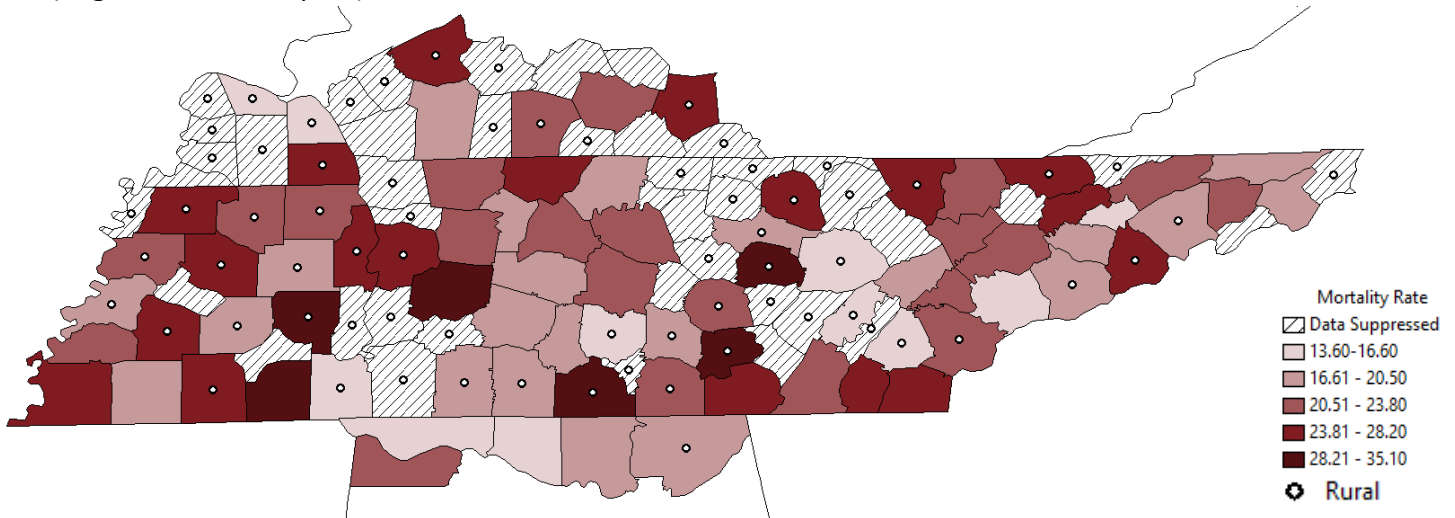 Mortality Rate
Data Suppressed
13.60-16.60
16.61 - 20.50
20.51 - 23.80
23.81 - 28.20
28.21 - 35.10
Rural